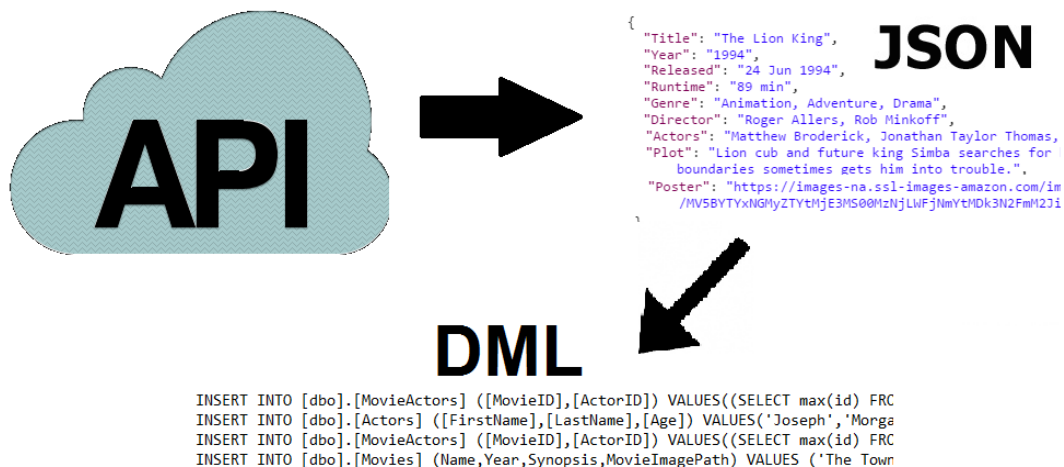 API
JSON
{
"Title": "The Lion King",
"Year": "1994",
"Released": "24 Jun 1994",
"Runtime": "89 min",
"Genre": "Animation, Adventure, Drama",
"Director": "Roger Allers, Rob Minkoff",
"Actors": "Matthew Broderick, Jonathan Taylor Thomas,
"Plot": "Lion cub and future king Simba searches for
boundaries sometimes gets him into trouble.",
"Poster": "https://images-na.ssl-images-amazon.com/im
/MV5BYTYxNGMyZTYtMjE3MS00MzNjLWFjNmYtMDk3N2FmM2Ji
}
DML
INSERT INTO [dbo].[MovieActors] ([MovieID],[ActorID]) VALUES((SELECT max(id) FRO
INSERT INTO [dbo].[Actors] ([FirstName],[LastName],[Age]) VALUES('Joseph','Morga
INSERT INTO [dbo].[MovieActors] ([MovieID],[ActorID]) VALUES((SELECT max(id) FRO
INSERT INTO [dbo].[Movies] (Name,Year,Synopsis,MovieImagePath) VALUES ('The Town